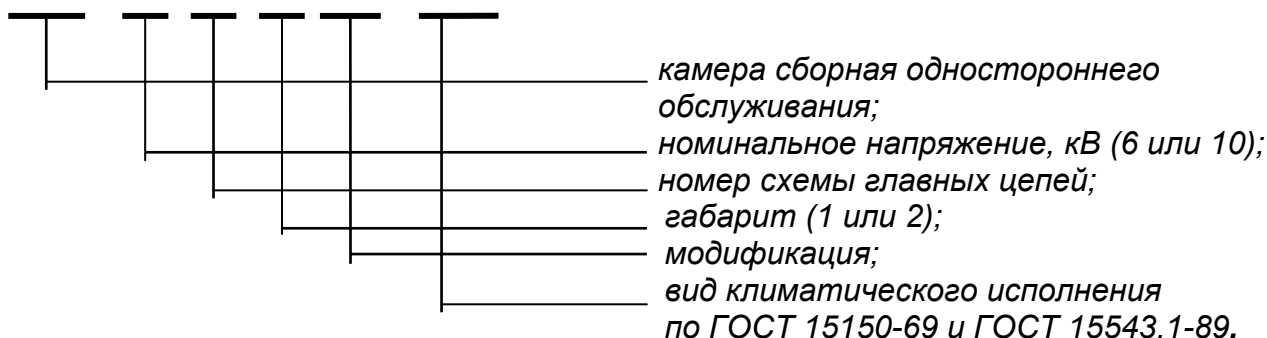 камера сборная одностороннего
обслуживания;
номинальное напряжение, кВ (6 или 10);
номер схемы главных цепей;
габарит (1 или 2);
модификация;
вид климатического исполнения
по ГОСТ 15150-69 и ГОСТ 15543.1-89.